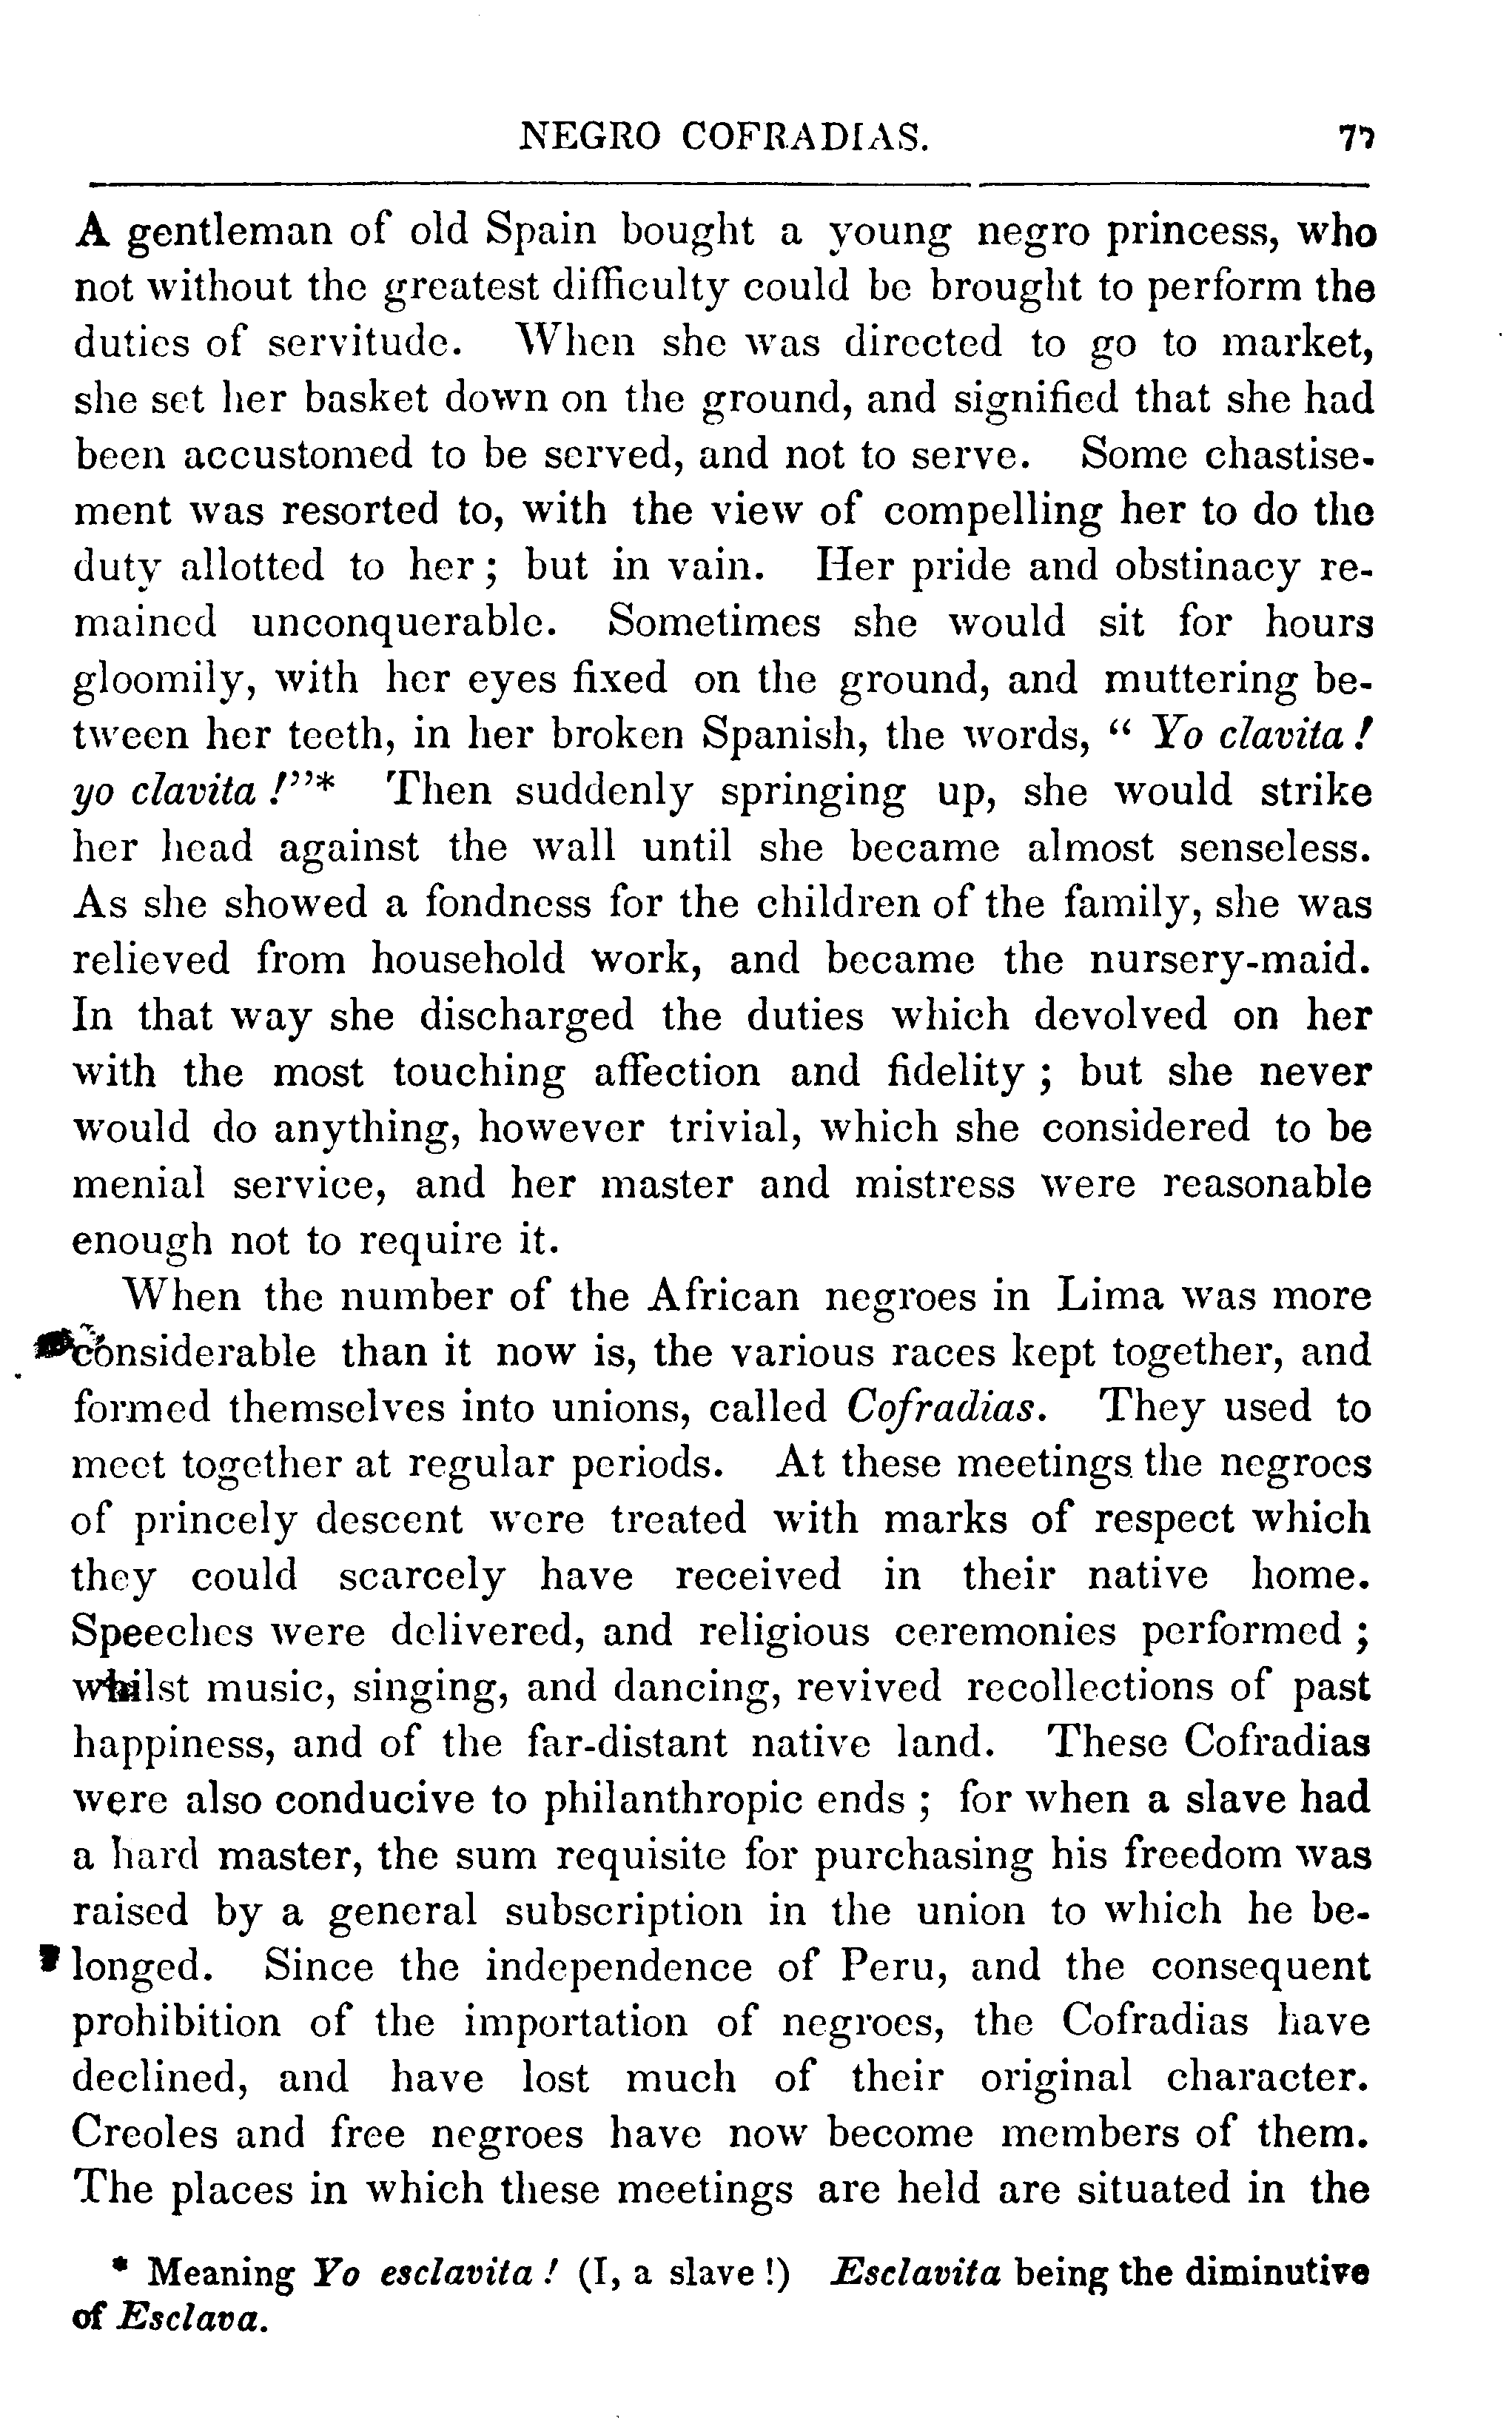 NEGRO COFRADIAS. 77
A gentleman of old Spain bought a young negro princess, who
not without the greatest difficulty could be brought to perform the
duties of servitude. When she was directed to go to market,
she set her basket down on the ground, and signified that she had
been accustomed to be served, and not to serve. Some chastise-
ment was resorted to, with the view of compelling her to do the
duty allotted to her ; but in vain. Her pride and obstinacy re-
mained unconquerable. Sometimes she would sit for hours
gloomily, with her eyes fixed on the ground, and muttering be-
tween her teeth, in her broken Spanish, the words, “ Yo clavita !
yo clavita !”* Then suddenly springing up, she would strike
her head against the wall until she became almost senseless.
As she showed a fondness for the children of the family, she was
relieved from household work, and became the nursery-maid.
In that way she discharged the duties which devolved on her
with the most touching affection and fidelity ; but she never
would do anything, however trivial, which she considered to be
menial service, and her master and mistress were reasonable
enough not to require it.
When the number of the African negroes in Lima was more
considerable than it now is, the various races kept together, and
formed themselves into unions, called Cofradias. They used to
meet together at regular periods. At these meetings the negroes
of princely descent were treated with marks of respect which
they could scarcely have received in their native home.
Speeches were delivered, and religious ceremonies performed ;
whilst music, singing, and dancing, revived recollections of past
happiness, and of the far-distant native land. These Cofradias
were also conducive to philanthropic ends ; for when a slave had
a hard master, the sum requisite for purchasing his freedom was
raised by a general subscription in the union to which he be-
longed. Since the independence of Peru, and the consequent
prohibition of the importation of negroes, the Cofradias have
declined, and have lost much of their original character.
Creoles and free negroes have now become members of them.
The places in which these meetings are held are situated in the
* Meaning Yo esclavita ! (I, a slave !) Esclavita being the diminutive
of Esclava.